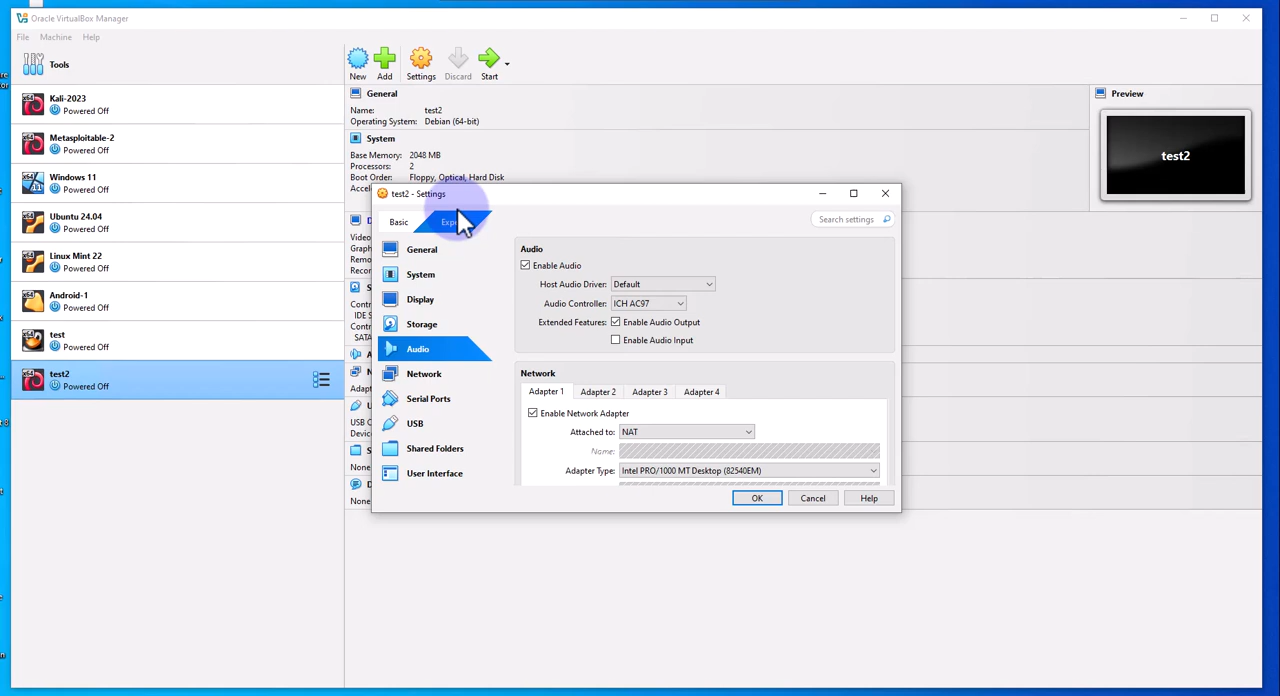 Oracle VirtualBox Manager
File Machine Help
Tools
New Add Settings Discard Start
Kali-2023
Powered Off
Metasploitable-2
Powered Off
Windows 11
Powered Off
Ubuntu 24.04
Powered Off
Linux Mint 22
Powered Off
Android-1
Powered Off
test
Powered Off
test2
Powered Off
General
Name: test2
Operating System: Debian (64-bit)
System
Base Memory: 2048 MB
Processors: 2
Boot Order: Floppy, Optical, Hard Disk
Preview
test2
test2 - Settings
Basic
Search settings
General
System
Display
Storage
Audio
Network
Serial Ports
USB
Shared Folders
User Interface
Audio
Enable Audio
Host Audio Driver: Default
Audio Controller: ICH AC97
Extended Features: Enable Audio Output
Enable Audio Input
Network
Adapter 1 Adapter 2 Adapter 3 Adapter 4
Enable Network Adapter
Attached to: NAT
Name:
Adapter Type: Intel PRO/1000 MT Desktop (82540EM)
OK Cancel Help